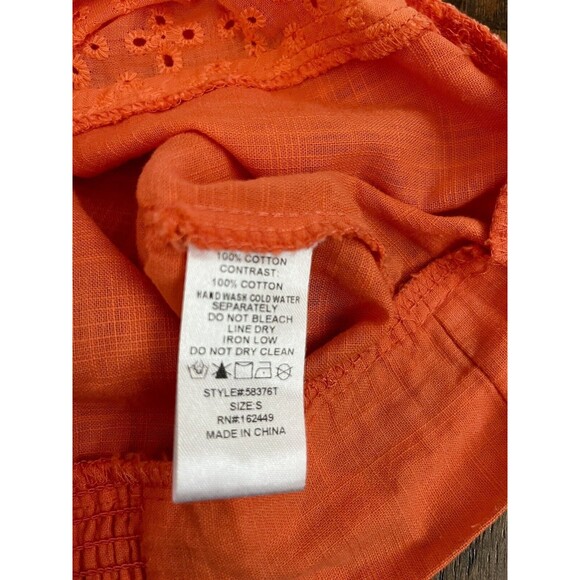 100% COTTON
CONTRAST:
100% COTTON
HAND WASH COLD WATER
SEPARATELY
DO NOT BLEACH
LINE DRY
IRON LOW
DO NOT DRY CLEAN
STYLE#:58376T
SIZE:S
RN#:162449
MADE IN CHINA